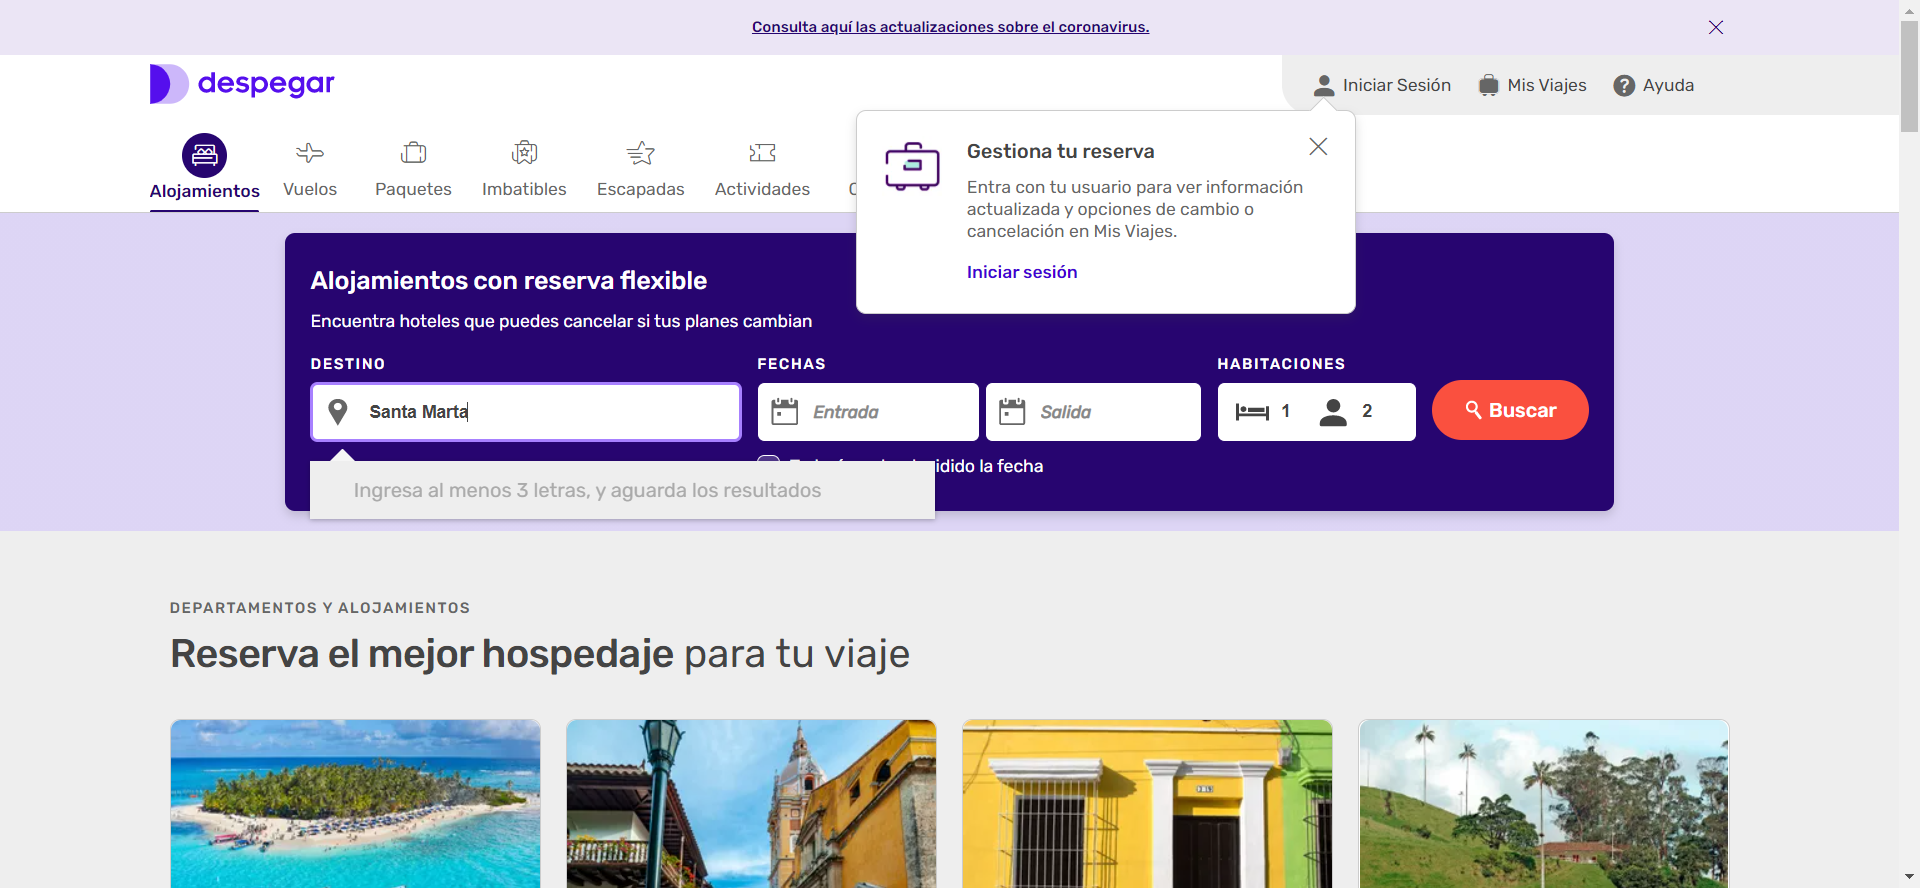 Consulta aquí las actualizaciones sobre el coronavirus.
despegar
Iniciar Sesión
Mis Viajes
Ayuda
Alojamientos
Vuelos
Paquetes
Imbatibles
Escapadas
Actividades
Gestiona tu reserva
Entra con tu usuario para ver información
actualizada y opciones de cambio o
cancelación en Mis Viajes.
Iniciar sesión
Alojamientos con reserva flexible
Encuentra hoteles que puedes cancelar si tus planes cambian
DESTINO
FECHAS
HABITACIONES
Santa Marta
Entrada
Salida
1
2
Buscar
la fecha
Ingresa al menos 3 letras, y aguarda los resultados
DEPARTAMENTOS Y ALOJAMIENTOS
Reserva el mejor hospedaje para tu viaje